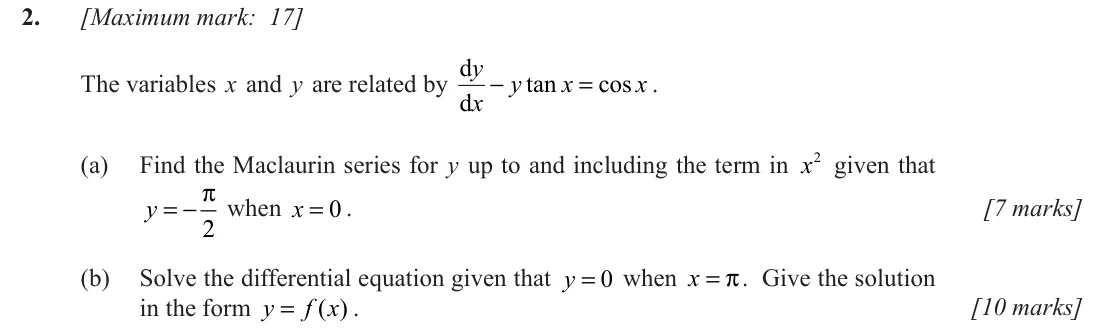 2. [Maximum mark: 17]
The variables x and y are related by dy/dx − y tan x = cos x .
(a) Find the Maclaurin series for y up to and including the term in x² given that
y = −π/2 when x = 0 . [7 marks]
(b) Solve the differential equation given that y = 0 when x = π. Give the solution
in the form y = f(x) . [10 marks]